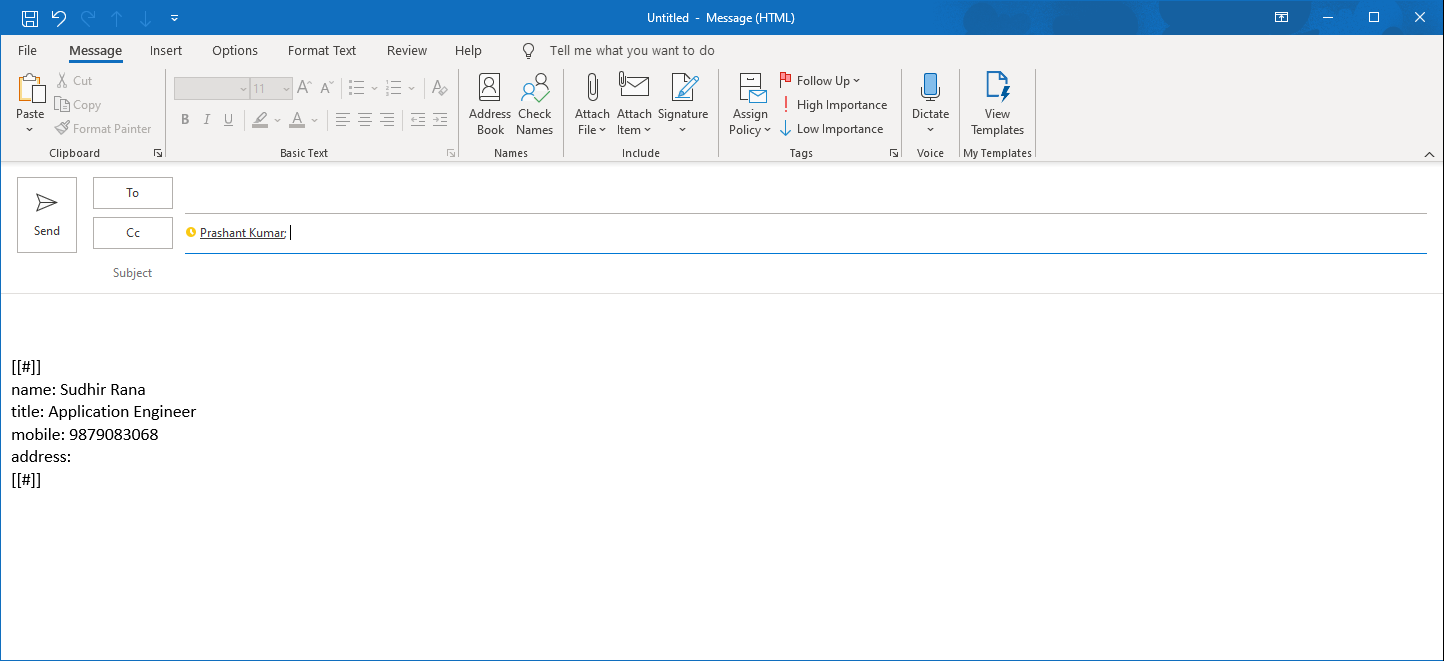 Untitled - Message (HTML)
File Message Insert Options Format Text Review Help Tell me what you want to do
Paste
Cut
Copy
Format Painter
Clipboard
11
B I U
Basic Text
Address Book
Check Names
Names
Attach File
Attach Item
Signature
Include
Assign Policy
Follow Up
High Importance
Low Importance
Tags
Dictate
Voice
View Templates
My Templates
Send
To
Cc Prashant Kumar;
Subject
[[#]]
name: Sudhir Rana
title: Application Engineer
mobile: 9879083068
address:
[[#]]